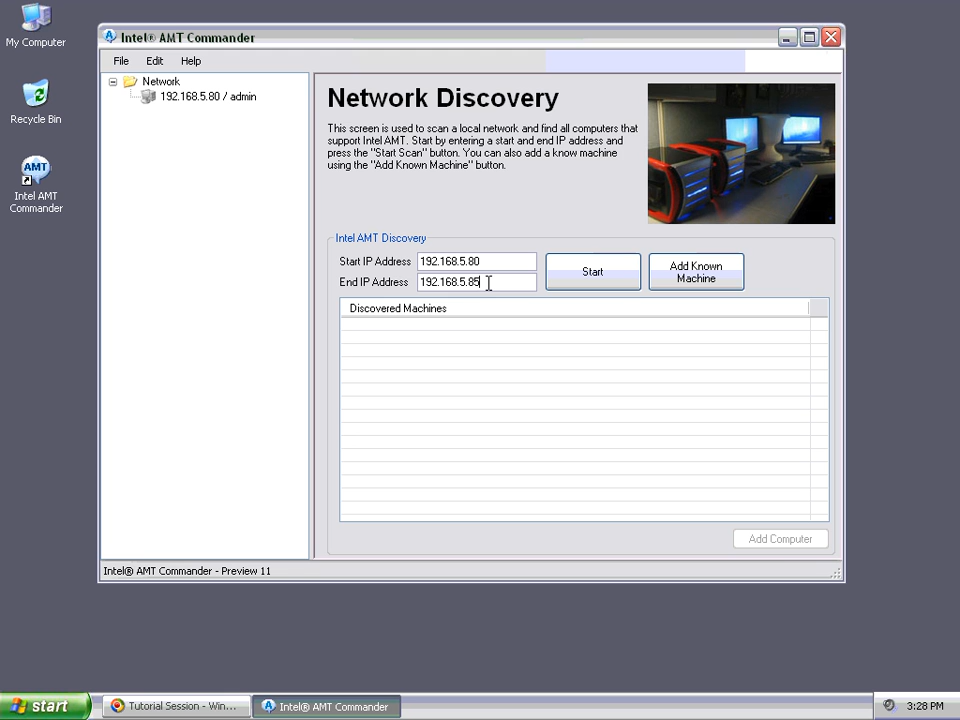 My Computer
Recycle Bin
AMT
Intel AMT
Commander
Intel® AMT Commander
File Edit Help
Network
192.168.5.80 / admin
Network Discovery
This screen is used to scan a local network and find all computers that
support Intel AMT. Start by entering a start and end IP address and
press the "Start Scan" button. You can also add a know machine
using the "Add Known Machine" button.
Intel AMT Discovery
Start IP Address 192.168.5.80
End IP Address 192.168.5.85
Start
Add Known
Machine
Discovered Machines
Add Computer
Intel® AMT Commander - Preview 11
start
Tutorial Session - Win...
Intel® AMT Commander
3:28 PM